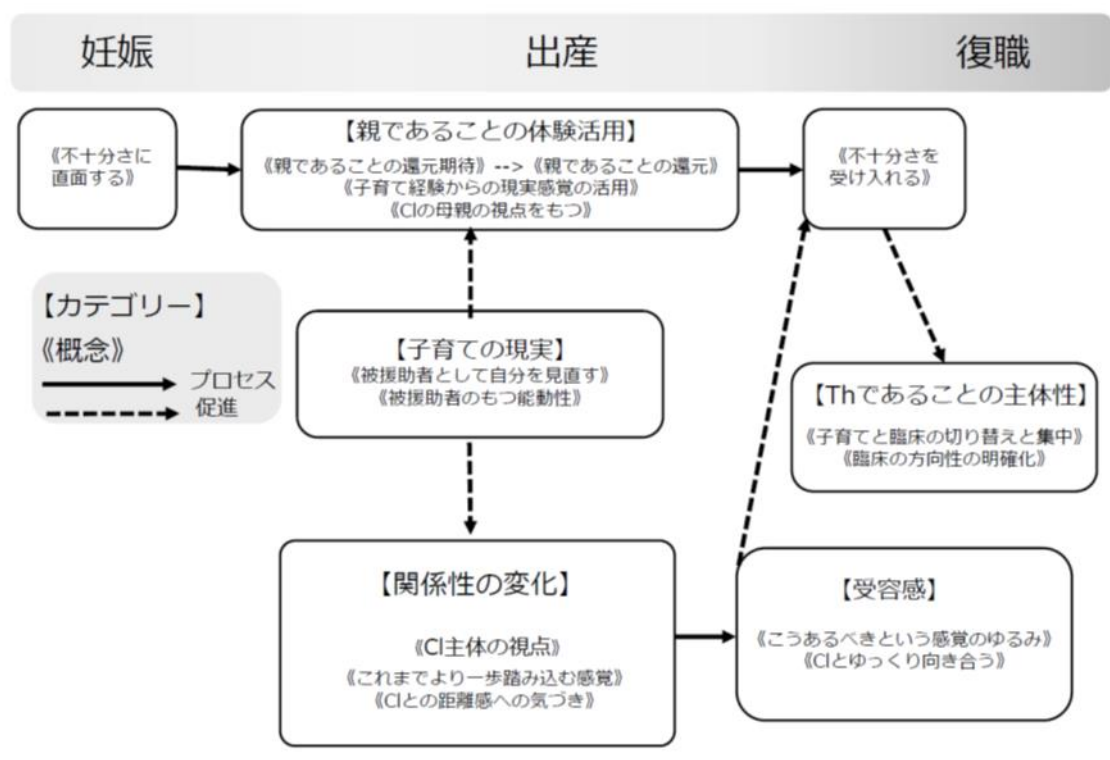 妊娠
出産
復職
《不十分さに
直面する》
【親であることの体験活用】
《親であることの還元期待》--> 《親であることの還元》
《子育て経験からの現実感覚の活用》
《Clの母親の視点をもつ》
《不十分さを
受け入れる》
【カテゴリー】
《概念》
プロセス
促進
【子育ての現実】
《被援助者として自分を見直す》
《被援助者のもつ能動性》
【Thであることの主体性】
《子育てと臨床の切り替えと集中》
《臨床の方向性の明確化》
【関係性の変化】
《Cl主体の視点》
《これまでより一歩踏み込む感覚》
《Clとの距離感への気づき》
【受容感】
《こうあるべきという感覚のゆるみ》
《Clとゆっくり向き合う》